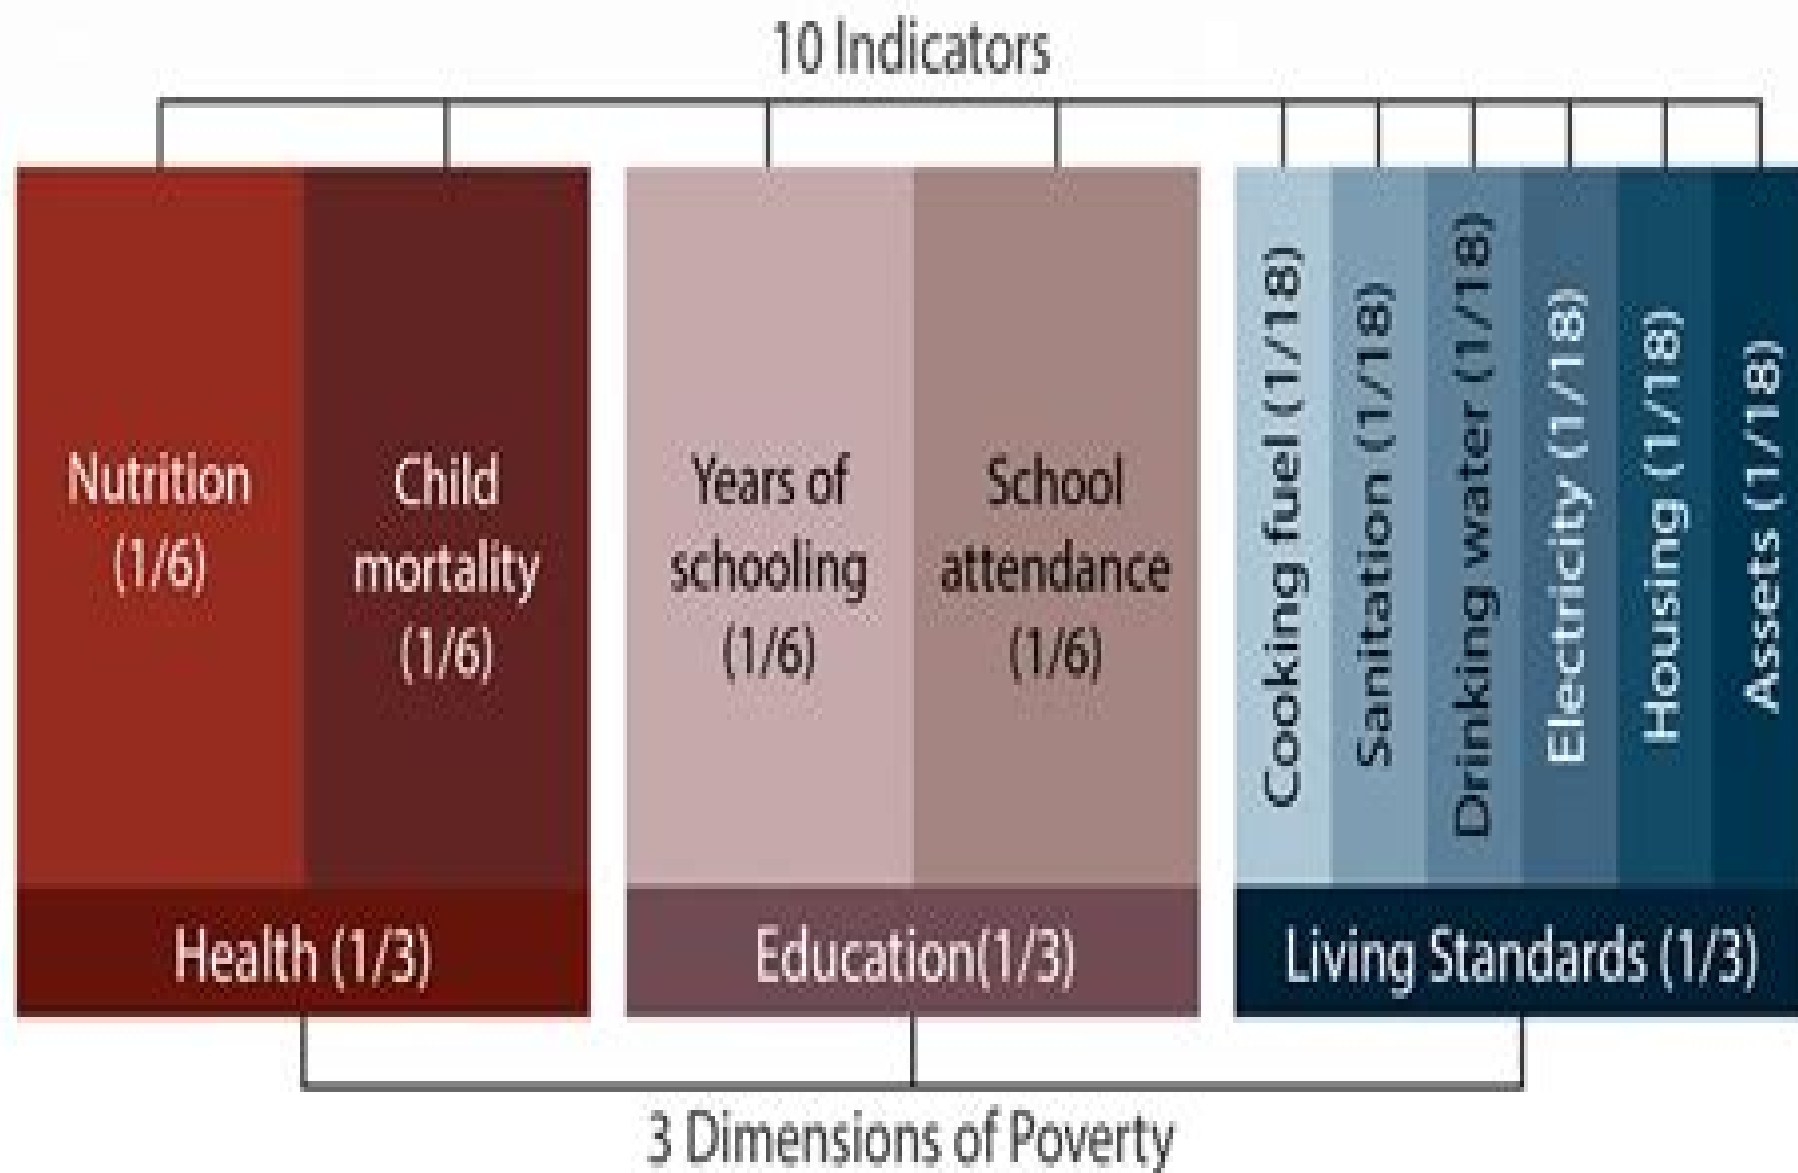 10 Indicators
Nutrition
(1/6)
Child
mortality
(1/6)
Years of
schooling
(1/6)
School
attendance
(1/6)
Cooking fuel (1/18)
Sanitation (1/18)
Drinking water (1/18)
Electricity (1/18)
Housing (1/18)
Assets (1/18)
Health (1/3)
Education(1/3)
Living Standards (1/3)
3 Dimensions of Poverty